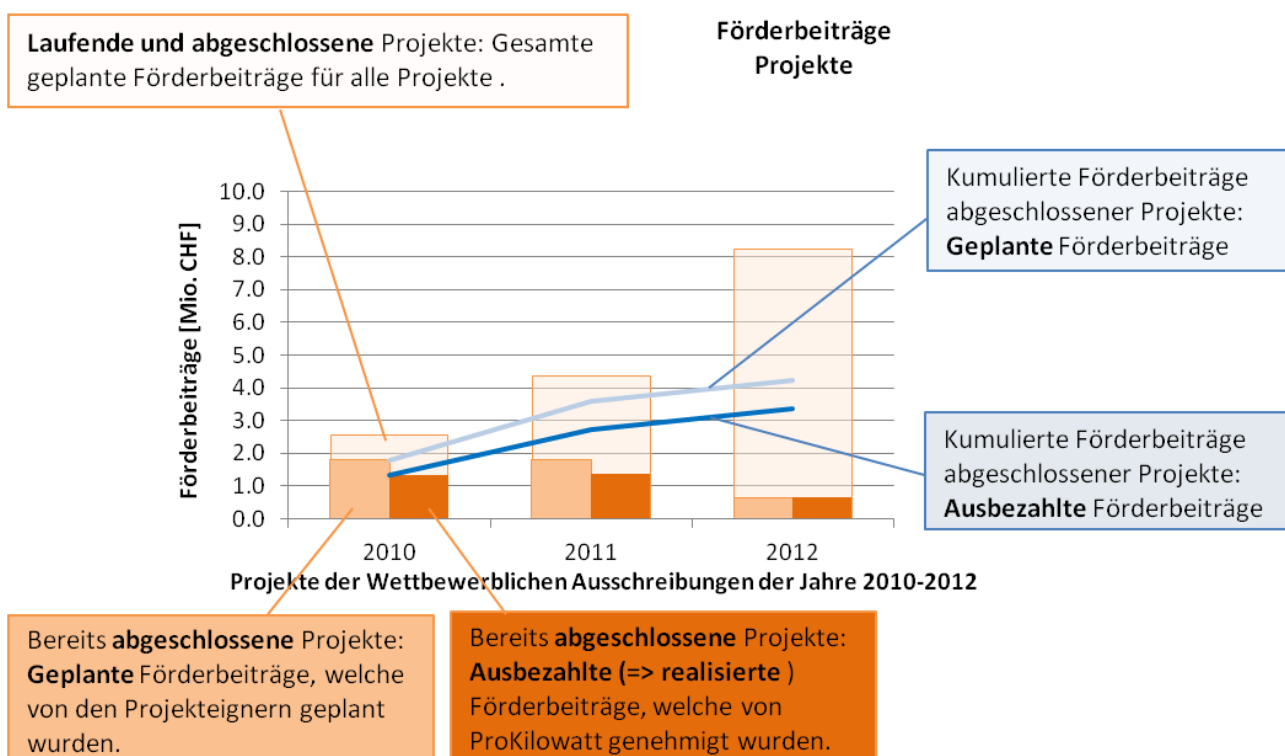 Laufende und abgeschlossene Projekte: Gesamte
geplante Förderbeiträge für alle Projekte .
Förderbeiträge
Projekte
Kumulierte Förderbeiträge
abgeschlossener Projekte:
Geplante Förderbeiträge
Förderbeiträge [Mio. CHF]
10.0
9.0
8.0
7.0
6.0
5.0
4.0
3.0
2.0
1.0
0.0
Kumulierte Förderbeiträge
abgeschlossener Projekte:
Ausbezahlte Förderbeiträge
2010
2011
2012
Projekte der Wettbewerblichen Ausschreibungen der Jahre 2010-2012
Bereits abgeschlossene Projekte:
Geplante Förderbeiträge, welche
von den Projekteignern geplant
wurden.
Bereits abgeschlossene Projekte:
Ausbezahlte (=> realisierte )
Förderbeiträge, welche von
ProKilowatt genehmigt wurden.